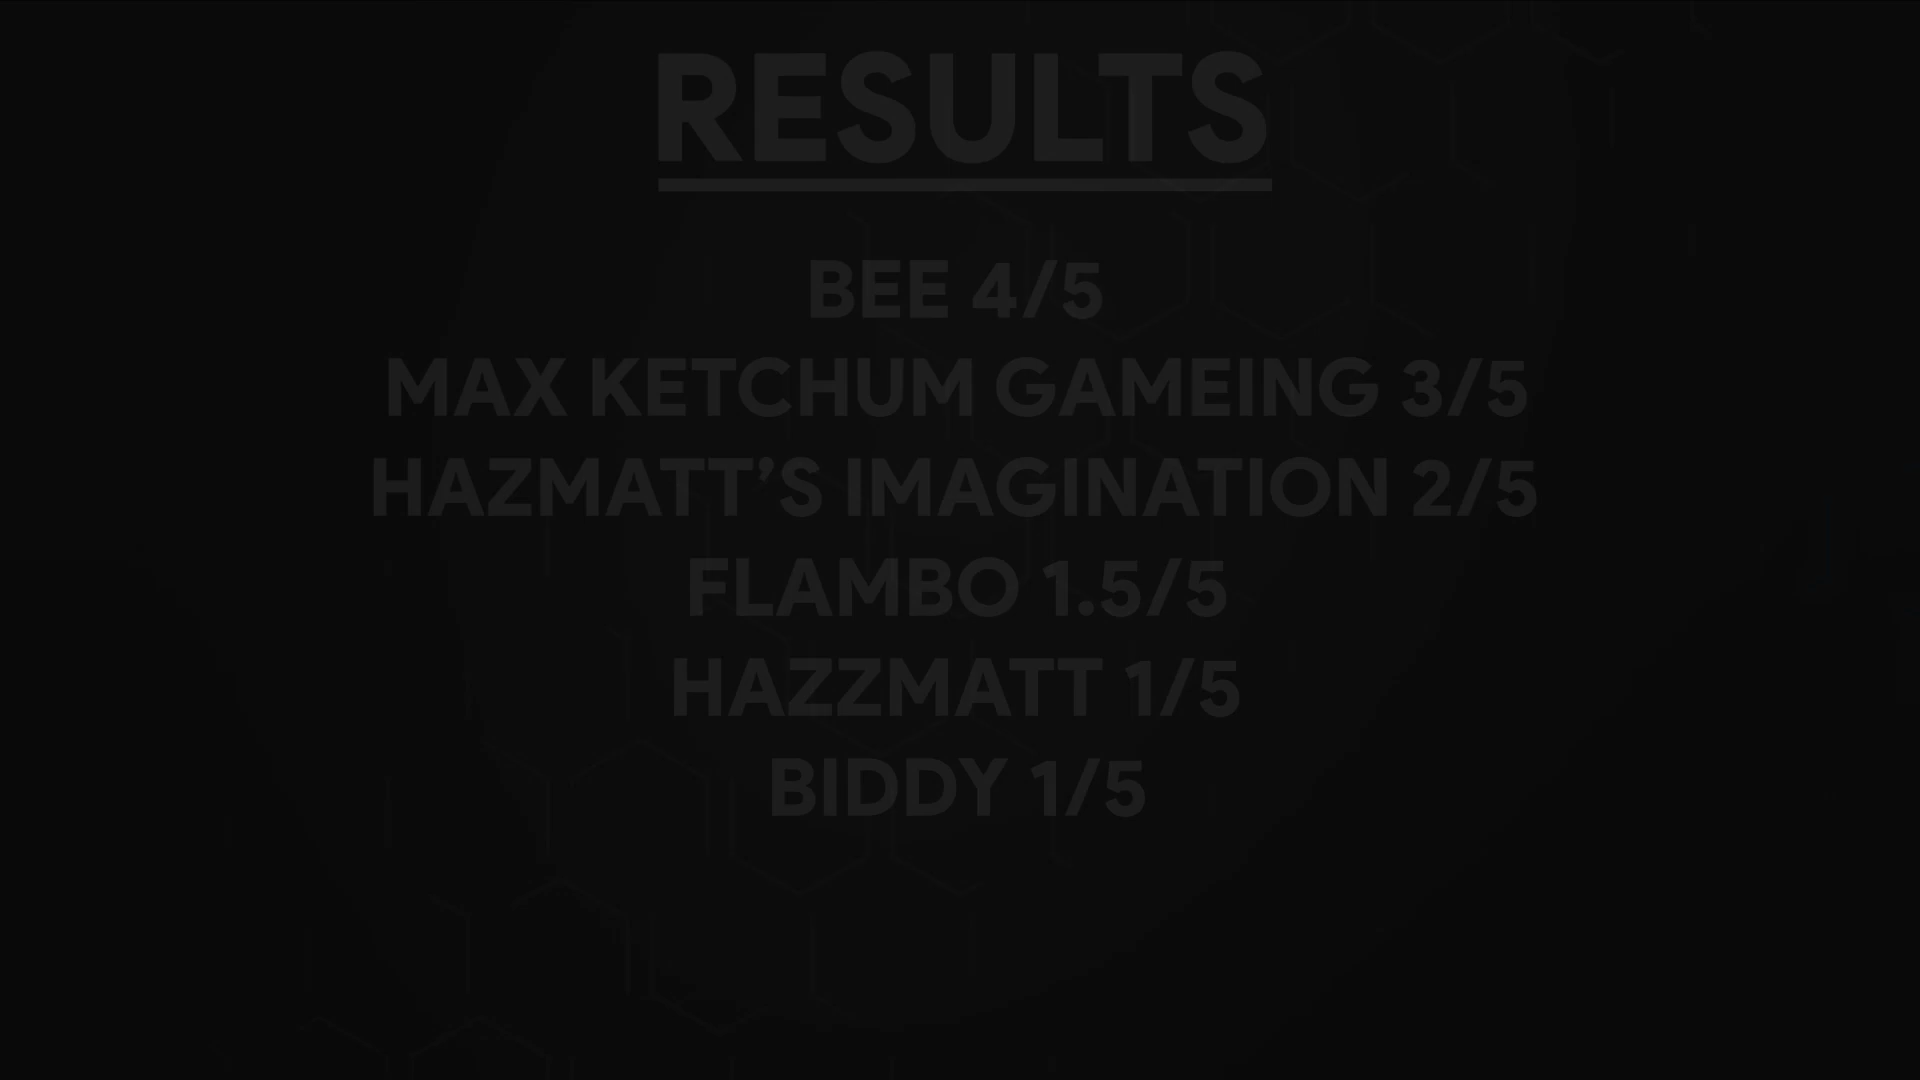 RESULTS
BEE 4/5
MAX KETCHUM GAMEING 3/5
HAZMATT’S IMAGINATION 2/5
FLAMBO 1.5/5
HAZZMATT 1/5
BIDDY 1/5